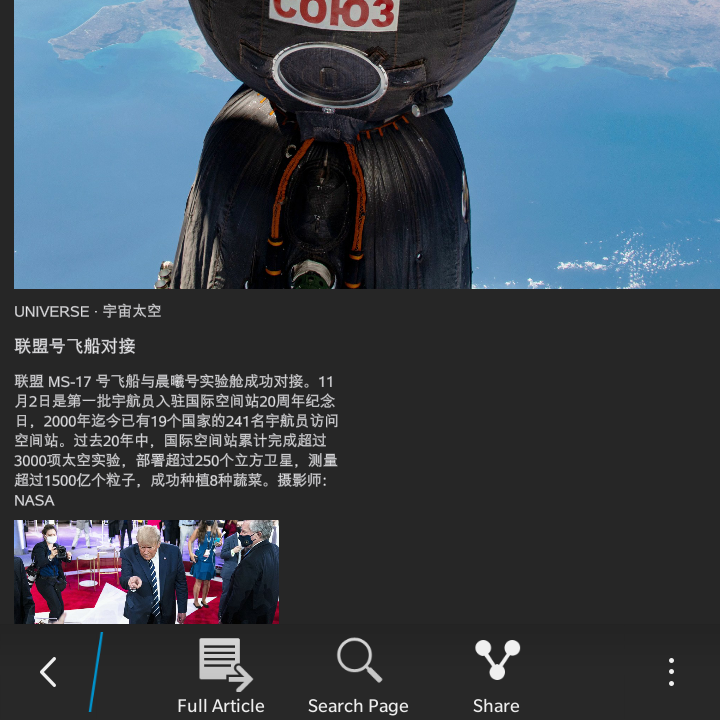 СОЮЗ
UNIVERSE · 宇宙太空
联盟号飞船对接
联盟 MS-17 号飞船与晨曦号实验舱成功对接。11
月2日是第一批宇航员入驻国际空间站20周年纪念
日，2000年迄今已有19个国家的241名宇航员访问
空间站。过去20年中，国际空间站累计完成超过
3000项太空实验，部署超过250个立方卫星，测量
超过1500亿个粒子，成功种植8种蔬菜。摄影师：
NASA
Full Article
Search Page
Share